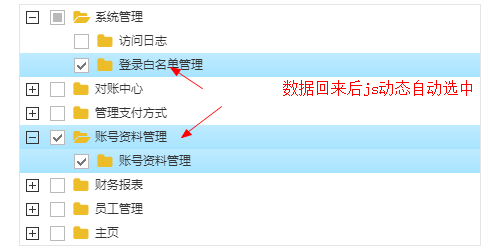 系统管理
访问日志
登录白名单管理
对账中心
数据回来后js动态自动选中
管理支付方式
账号资料管理
账号资料管理
财务报表
员工管理
主页